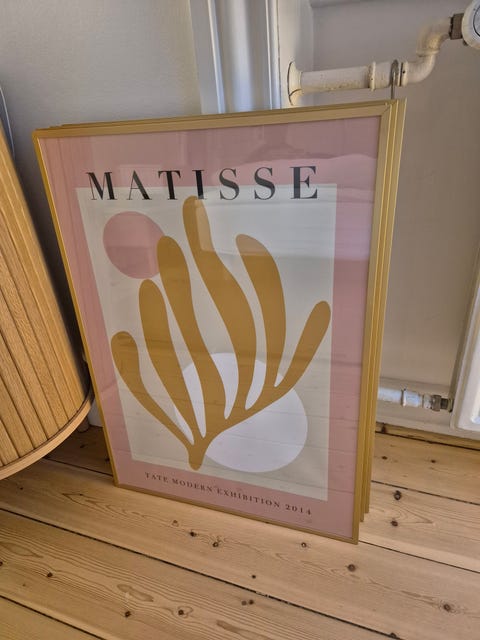 MATISSE
TATE MODERN EXHIBITION 2014